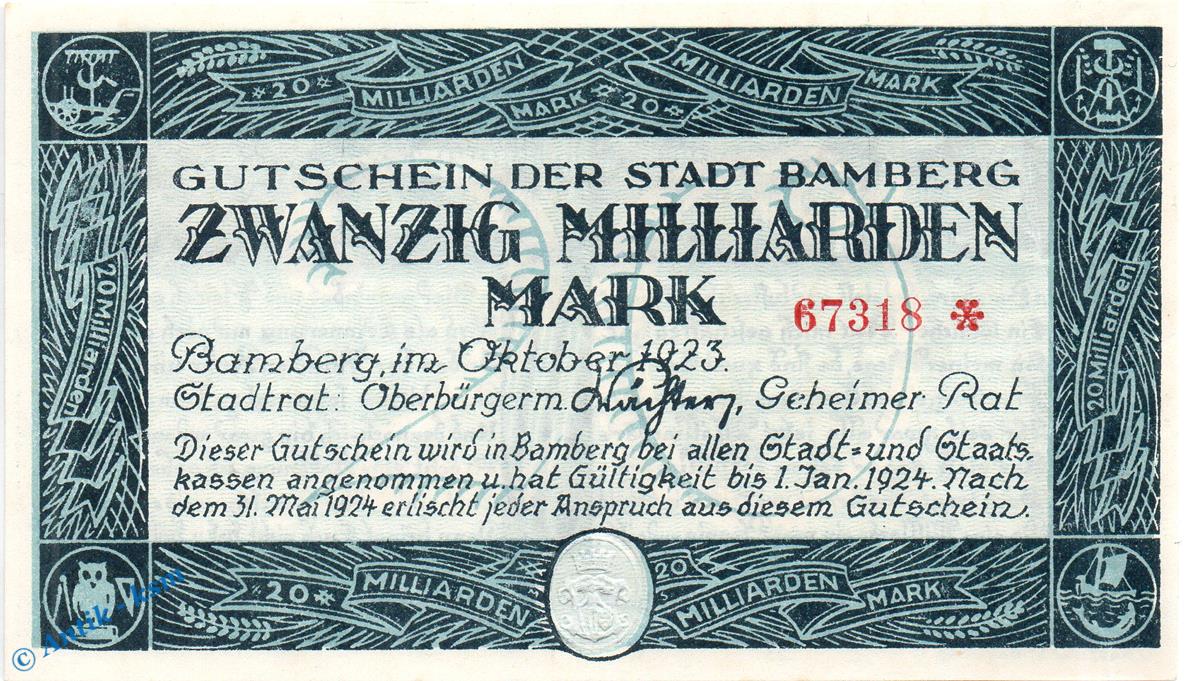 *20* MILLIARDEN MARK *20* MILLIARDEN MARK
GUTSCHEIN DER STADT BAMBERG
ZWANZIG MILLIARDEN
MARK
67318 *
Bamberg, im Oktober 1923.
Stadtrat: Oberbürgerm. Wächter, Geheimer Rat
Dieser Gutschein wird in Bamberg bei allen Stadt- und Staats-
kassen angenommen u. hat Gültigkeit bis 1. Jan. 1924. Nach
dem 31. Mai 1924 erlischt jeder Anspruch aus diesem Gutschein.
20 Milliarden
20 Milliarden
*20* MILLIARDEN 20 MILLIARDEN MARK
© Antik - ksm